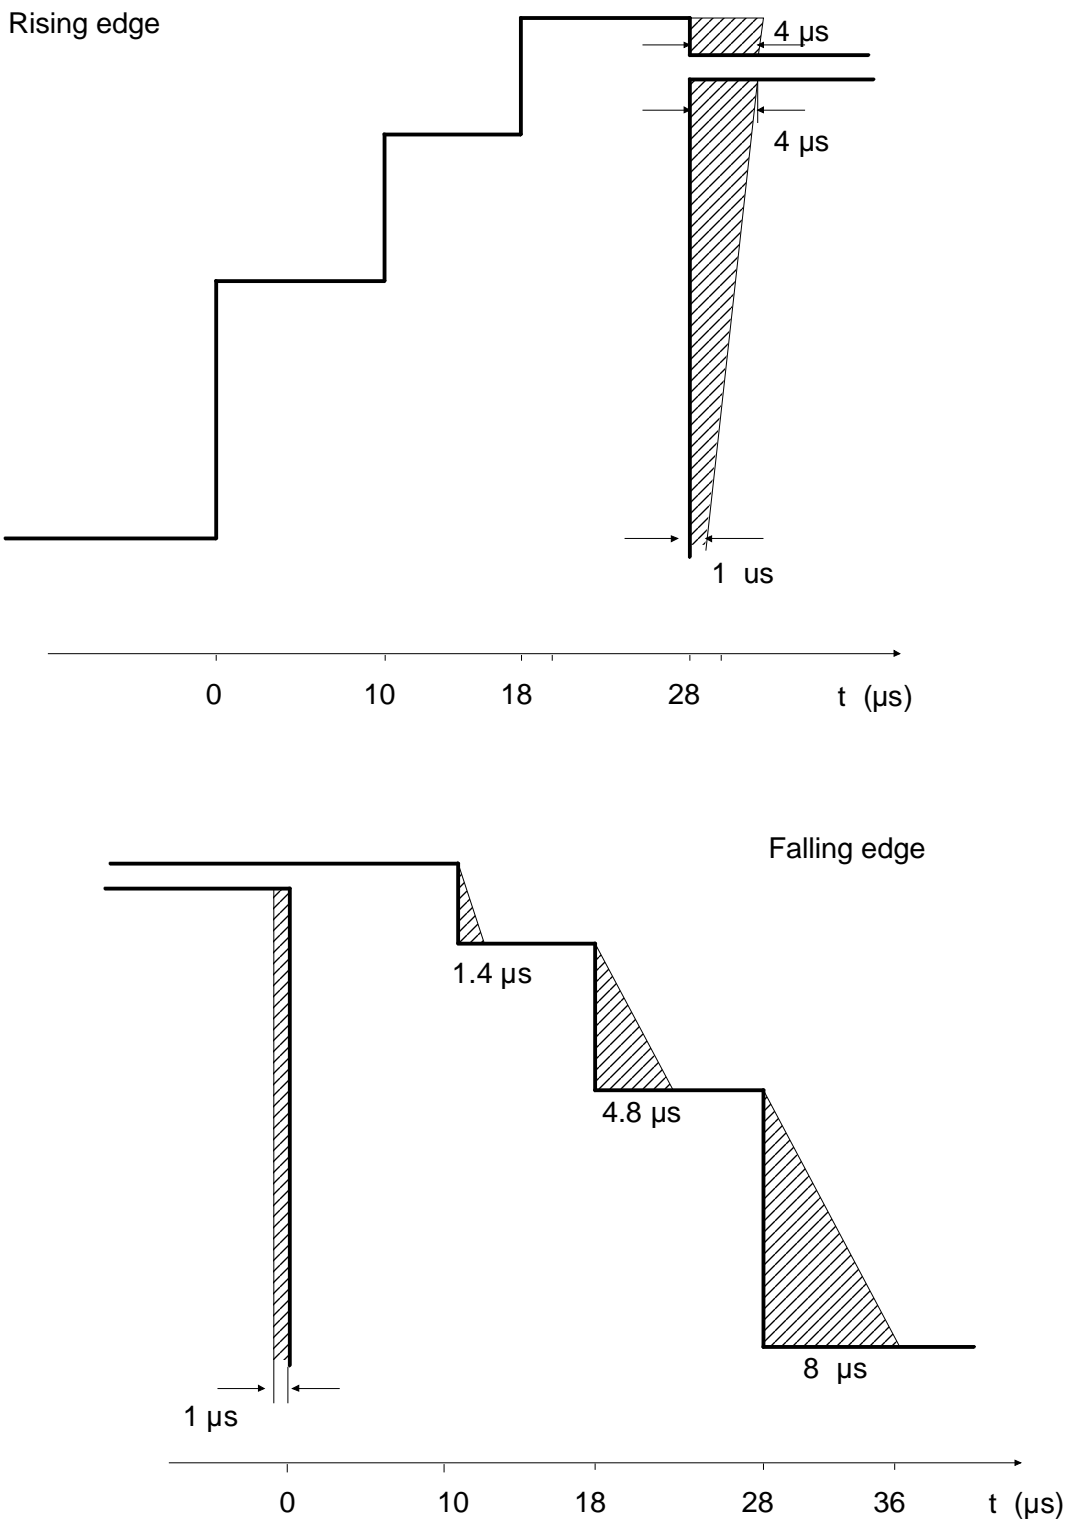 Rising edge
4 µs
4 µs
1 us
0 10 18 28 t (µs)
Falling edge
1.4 µs
4.8 µs
8 µs
1 µs
0 10 18 28 36 t (µs)